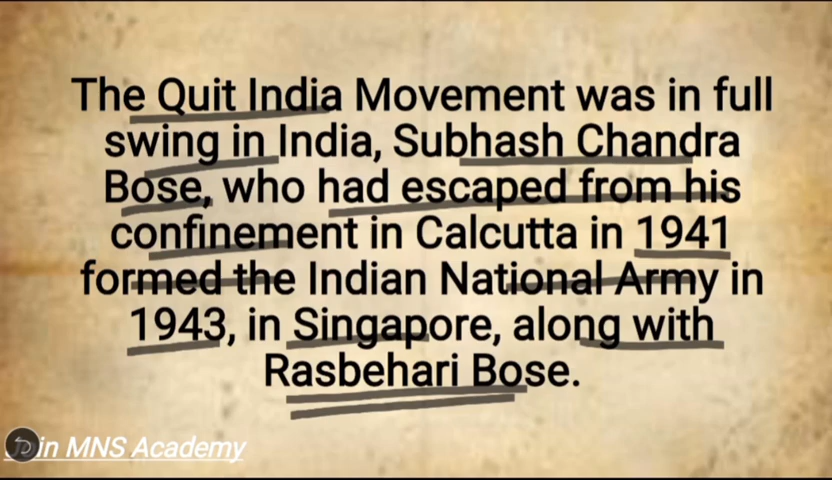 The Quit India Movement was in full
swing in India, Subhash Chandra
Bose, who had escaped from his
confinement in Calcutta in 1941
formed the Indian National Army in
1943, in Singapore, along with
Rasbehari Bose.
in MNS Academy